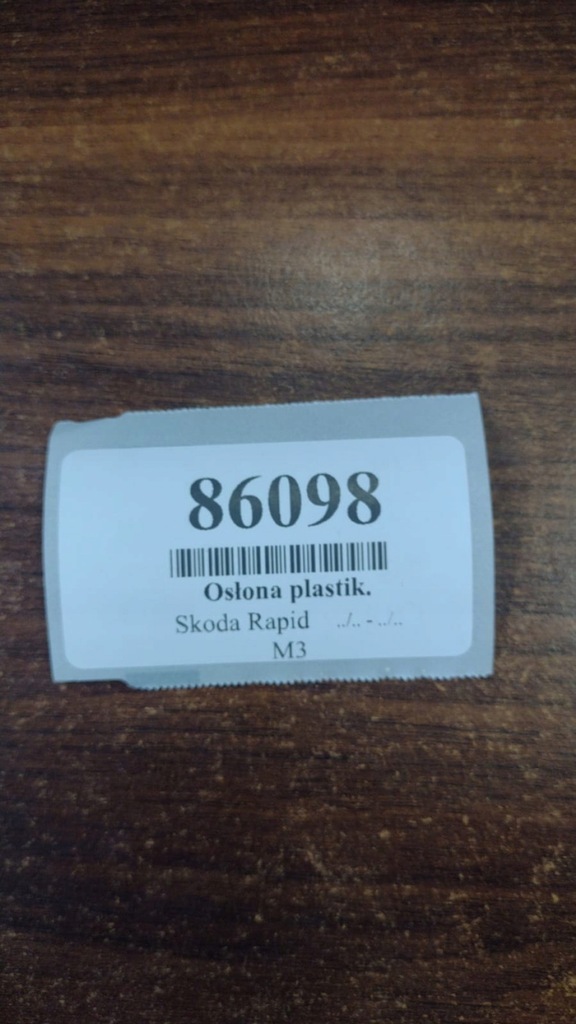 86098
Osłona plastik.
Skoda Rapid ../.. - ../..
M3